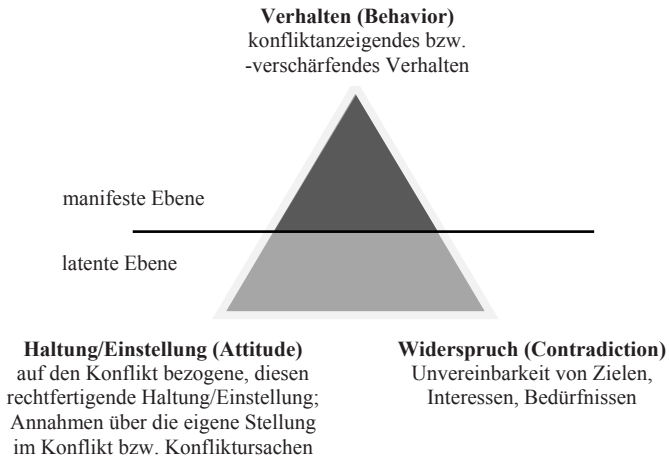 Verhalten (Behavior)
konfliktanzeigendes bzw.
-verschärfendes Verhalten
manifeste Ebene
latente Ebene
Haltung/Einstellung (Attitude)
auf den Konflikt bezogene, diesen
rechtfertigende Haltung/Einstellung;
Annahmen über die eigene Stellung
im Konflikt bzw. Konfliktursachen
Widerspruch (Contradiction)
Unvereinbarkeit von Zielen,
Interessen, Bedürfnissen